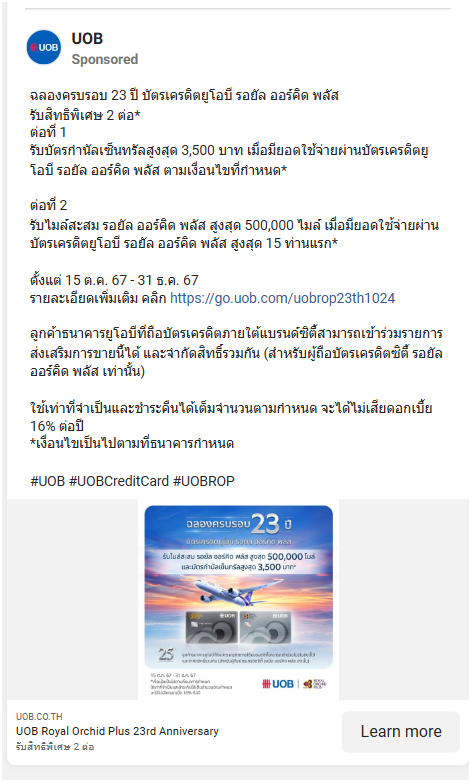 UOB
UOB
Sponsored
ฉลองครบรอบ 23 ปี บัตรเครดิตยูโอบี รอยัล ออร์คิด พลัส
รับสิทธิพิเศษ 2 ต่อ*
ต่อที่ 1
รับบัตรกำนัลเซ็นทรัลสูงสุด 3,500 บาท เมื่อมียอดใช้จ่ายผ่านบัตรเครดิตยู
โอบี รอยัล ออร์คิด พลัส ตามเงื่อนไขที่กำหนด*
ต่อที่ 2
รับไมล์สะสม รอยัล ออร์คิด พลัส สูงสุด 500,000 ไมล์ เมื่อมียอดใช้จ่ายผ่าน
บัตรเครดิตยูโอบี รอยัล ออร์คิด พลัส สูงสุด 15 ท่านแรก*
ตั้งแต่ 15 ต.ค. 67 - 31 ธ.ค. 67
รายละเอียดเพิ่มเติม คลิก https://go.uob.com/uobrop23th1024
ลูกค้าธนาคารยูโอบีที่ถือบัตรเครดิตภายใต้แบรนด์ซิตี้สามารถเข้าร่วมรายการ
ส่งเสริมการขายนี้ได้ และจำกัดสิทธิ์รวมกัน (สำหรับผู้ถือบัตรเครดิตซิตี้ รอยัล
ออร์คิด พลัส เท่านั้น)
ใช้เท่าที่จำเป็นและชำระคืนได้เต็มจำนวนตามกำหนด จะได้ไม่เสียดอกเบี้ย
16% ต่อปี
*เงื่อนไขเป็นไปตามที่ธนาคารกำหนด
#UOB #UOBCreditCard #UOBROP
ฉลองครบรอบ 23 ปี
บัตรเครดิตยูโอบี รอยัล ออร์คิด พลัส
รับไมล์สะสม รอยัล ออร์คิด พลัส สูงสุด 500,000 ไมล์
และบัตรกำนัลเซ็นทรัลสูงสุด 3,500 บาท*
UOB
25
15 ต.ค. 67 - 31 ธ.ค. 67
UOB
ROYAL ORCHID PLUS
UOB.CO.TH
UOB Royal Orchid Plus 23rd Anniversary
รับสิทธิพิเศษ 2 ต่อ
Learn more